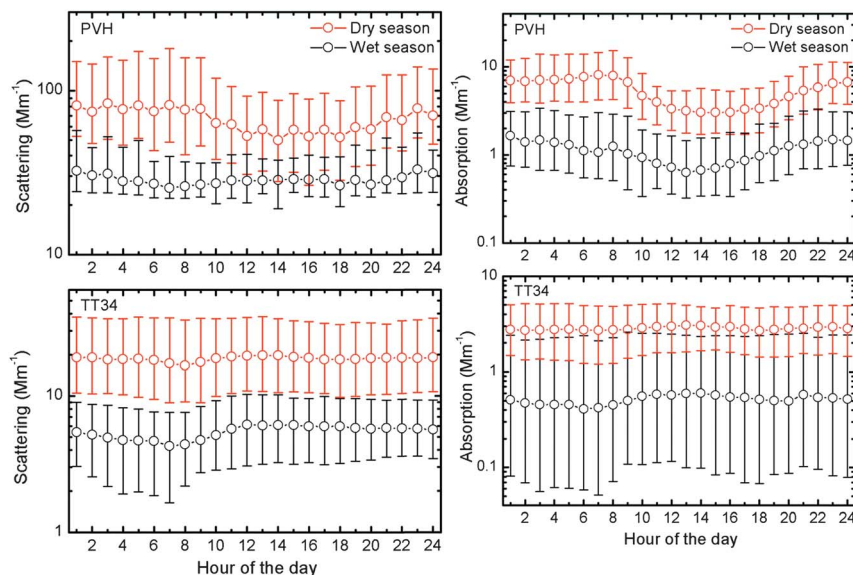 PVH
Dry season
Wet season
Scattering (Mm⁻¹)
100
10
2 4 6 8 10 12 14 16 18 20 22 24
PVH
Dry season
Wet season
Absorption (Mm⁻¹)
10
1
0.1
2 4 6 8 10 12 14 16 18 20 22 24
TT34
Scattering (Mm⁻¹)
10
1
2 4 6 8 10 12 14 16 18 20 22 24
Hour of the day
TT34
Absorption (Mm⁻¹)
10
1
0.1
2 4 6 8 10 12 14 16 18 20 22 24
Hour of the day